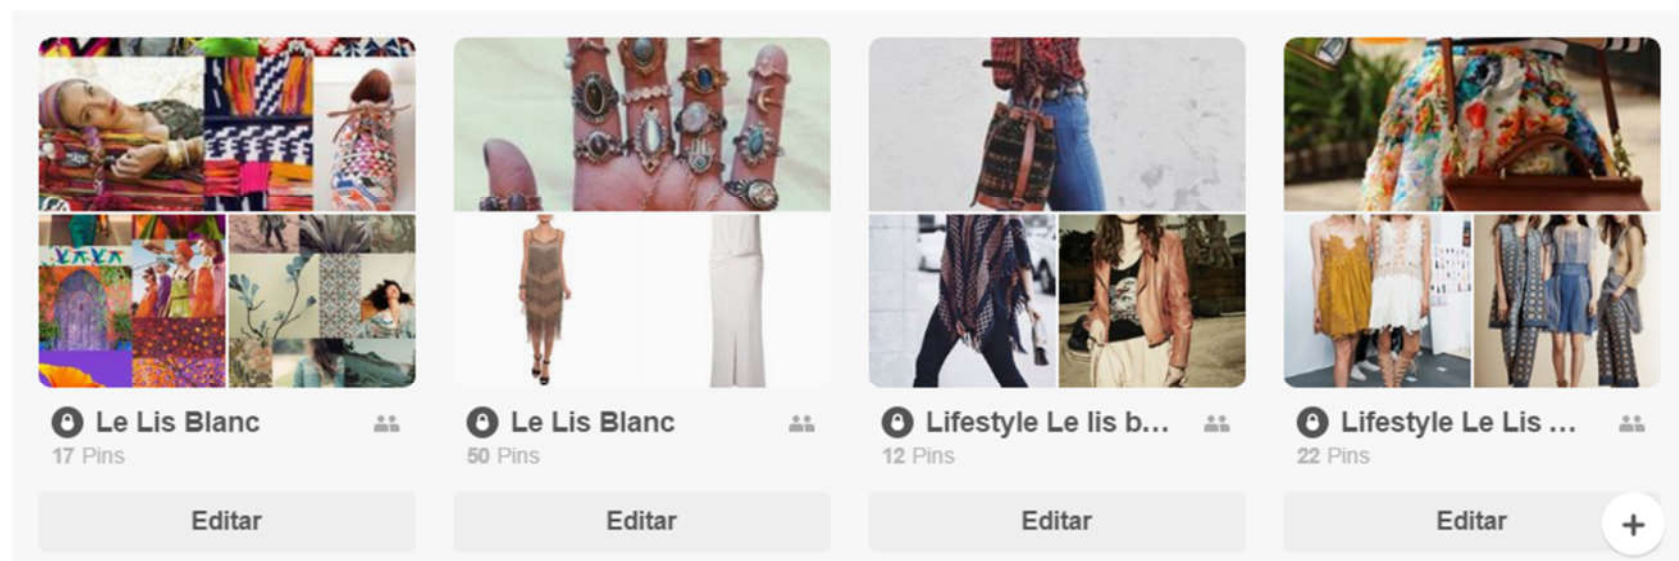 Le Lis Blanc
17 Pins
Editar
Le Lis Blanc
50 Pins
Editar
Lifestyle Le lis b...
12 Pins
Editar
Lifestyle Le Lis ...
22 Pins
Editar
+